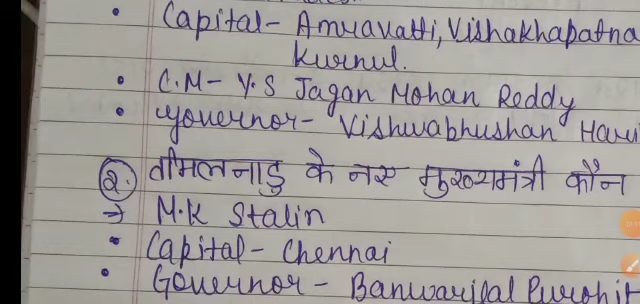 • Capital- Amravatti, Vishakhapatna
Kurnul.
• C.M- Y.S Jagan Mohan Reddy
• Governor- Vishwabhushan Hari
2. तमिलनाडु के नए मुख्यमंत्री कौन
→ M.K Stalin
• Capital- Chennai
• Governor- Banwarilal Purohit